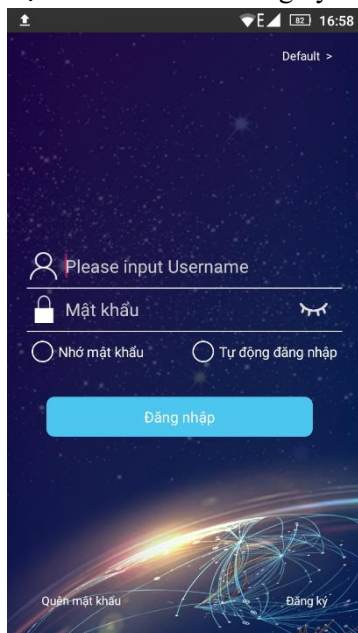 E 82 16:58
Default >
Please input Username
Mật khẩu
Nhớ mật khẩu Tự động đăng nhập
Đăng nhập
Quên mật khẩu Đăng ký